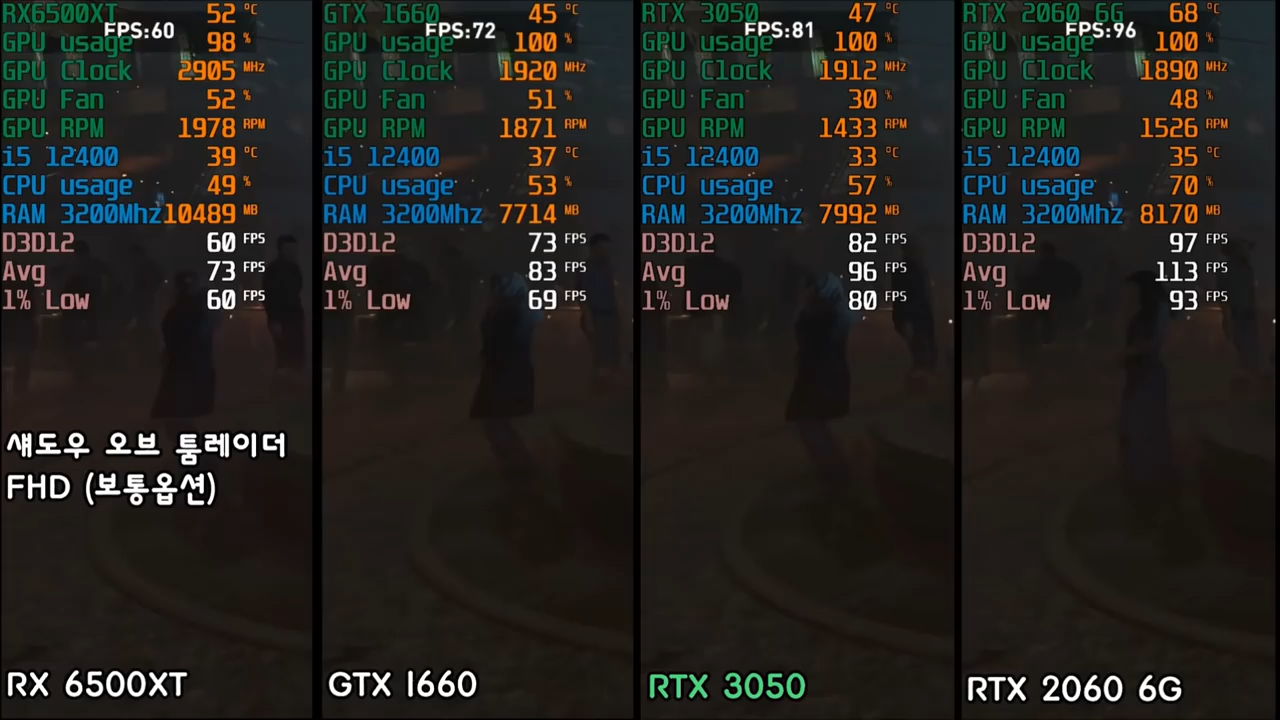 RX6500XT 52 °C
FPS:60
GPU usage 98 %
GPU Clock 2905 MHz
GPU Fan 52 %
GPU RPM 1978 RPM
i5 12400 39 °C
CPU usage 49 %
RAM 3200Mhz 10489 MB
D3D12 60 FPS
Avg 73 FPS
1% Low 60 FPS
섀도우 오브 툼레이더
FHD (보통옵션)
RX 6500XT
GTX 1660 45 °C
FPS:72
GPU usage 100 %
GPU Clock 1920 MHz
GPU Fan 51 %
GPU RPM 1871 RPM
i5 12400 37 °C
CPU usage 53 %
RAM 3200Mhz 7714 MB
D3D12 73 FPS
Avg 83 FPS
1% Low 69 FPS
GTX 1660
RTX 3050 47 °C
FPS:81
GPU usage 100 %
GPU Clock 1912 MHz
GPU Fan 30 %
GPU RPM 1433 RPM
i5 12400 33 °C
CPU usage 57 %
RAM 3200Mhz 7992 MB
D3D12 82 FPS
Avg 96 FPS
1% Low 80 FPS
RTX 3050
RTX 2060 6G 68 °C
FPS:96
GPU usage 100 %
GPU Clock 1890 MHz
GPU Fan 48 %
GPU RPM 1526 RPM
i5 12400 35 °C
CPU usage 70 %
RAM 3200Mhz 8170 MB
D3D12 97 FPS
Avg 113 FPS
1% Low 93 FPS
RTX 2060 6G